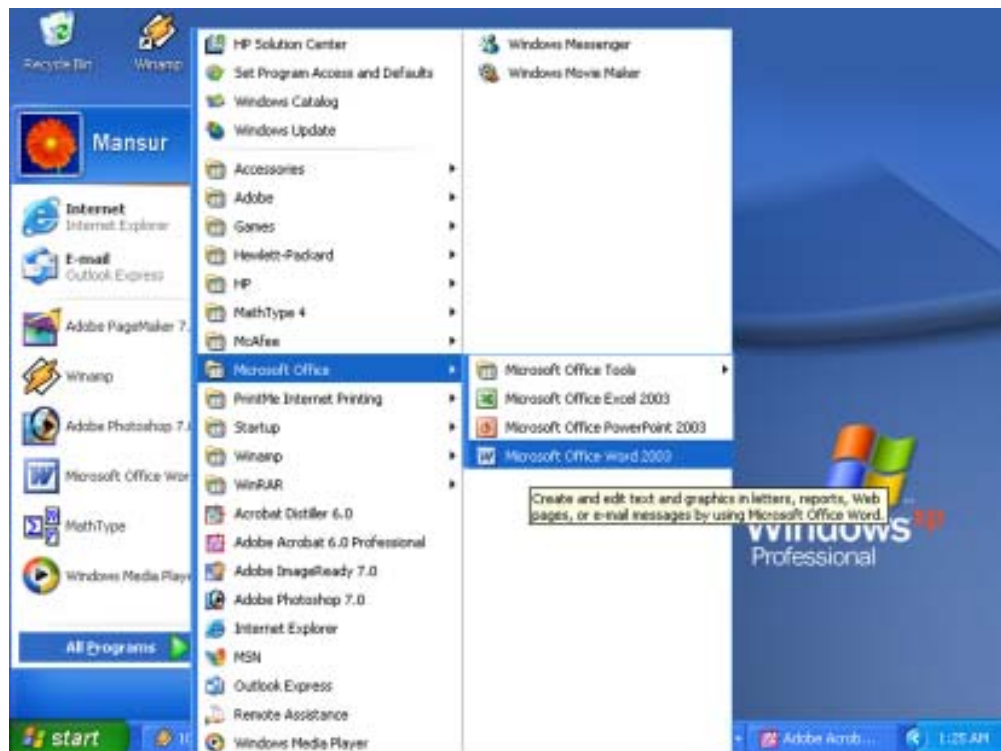 Recycle Bin
Winamp
Mansur
Internet
Internet Explorer
E-mail
Outlook Express
Adobe PageMaker 7.
Winamp
Adobe Photoshop 7.
Microsoft Office Wor
MathType
Windows Media Playe
All Programs
HP Solution Center
Set Program Access and Defaults
Windows Catalog
Windows Update
Accessories
Adobe
Games
Hewlett-Packard
HP
MathType 4
McAfee
Microsoft Office
PrintMe Internet Printing
Startup
Winamp
WinRAR
Acrobat Distiller 6.0
Adobe Acrobat 6.0 Professional
Adobe ImageReady 7.0
Adobe Photoshop 7.0
Internet Explorer
MSN
Outlook Express
Remote Assistance
Windows Media Player
Windows Messenger
Windows Movie Maker
Microsoft Office Tools
Microsoft Office Excel 2003
Microsoft Office PowerPoint 2003
Microsoft Office Word 2003
Create and edit text and graphics in letters, reports, Web
pages, or e-mail messages by using Microsoft Office Word.
Windows xp
Professional
start
Adobe Acrob...
1:25 AM